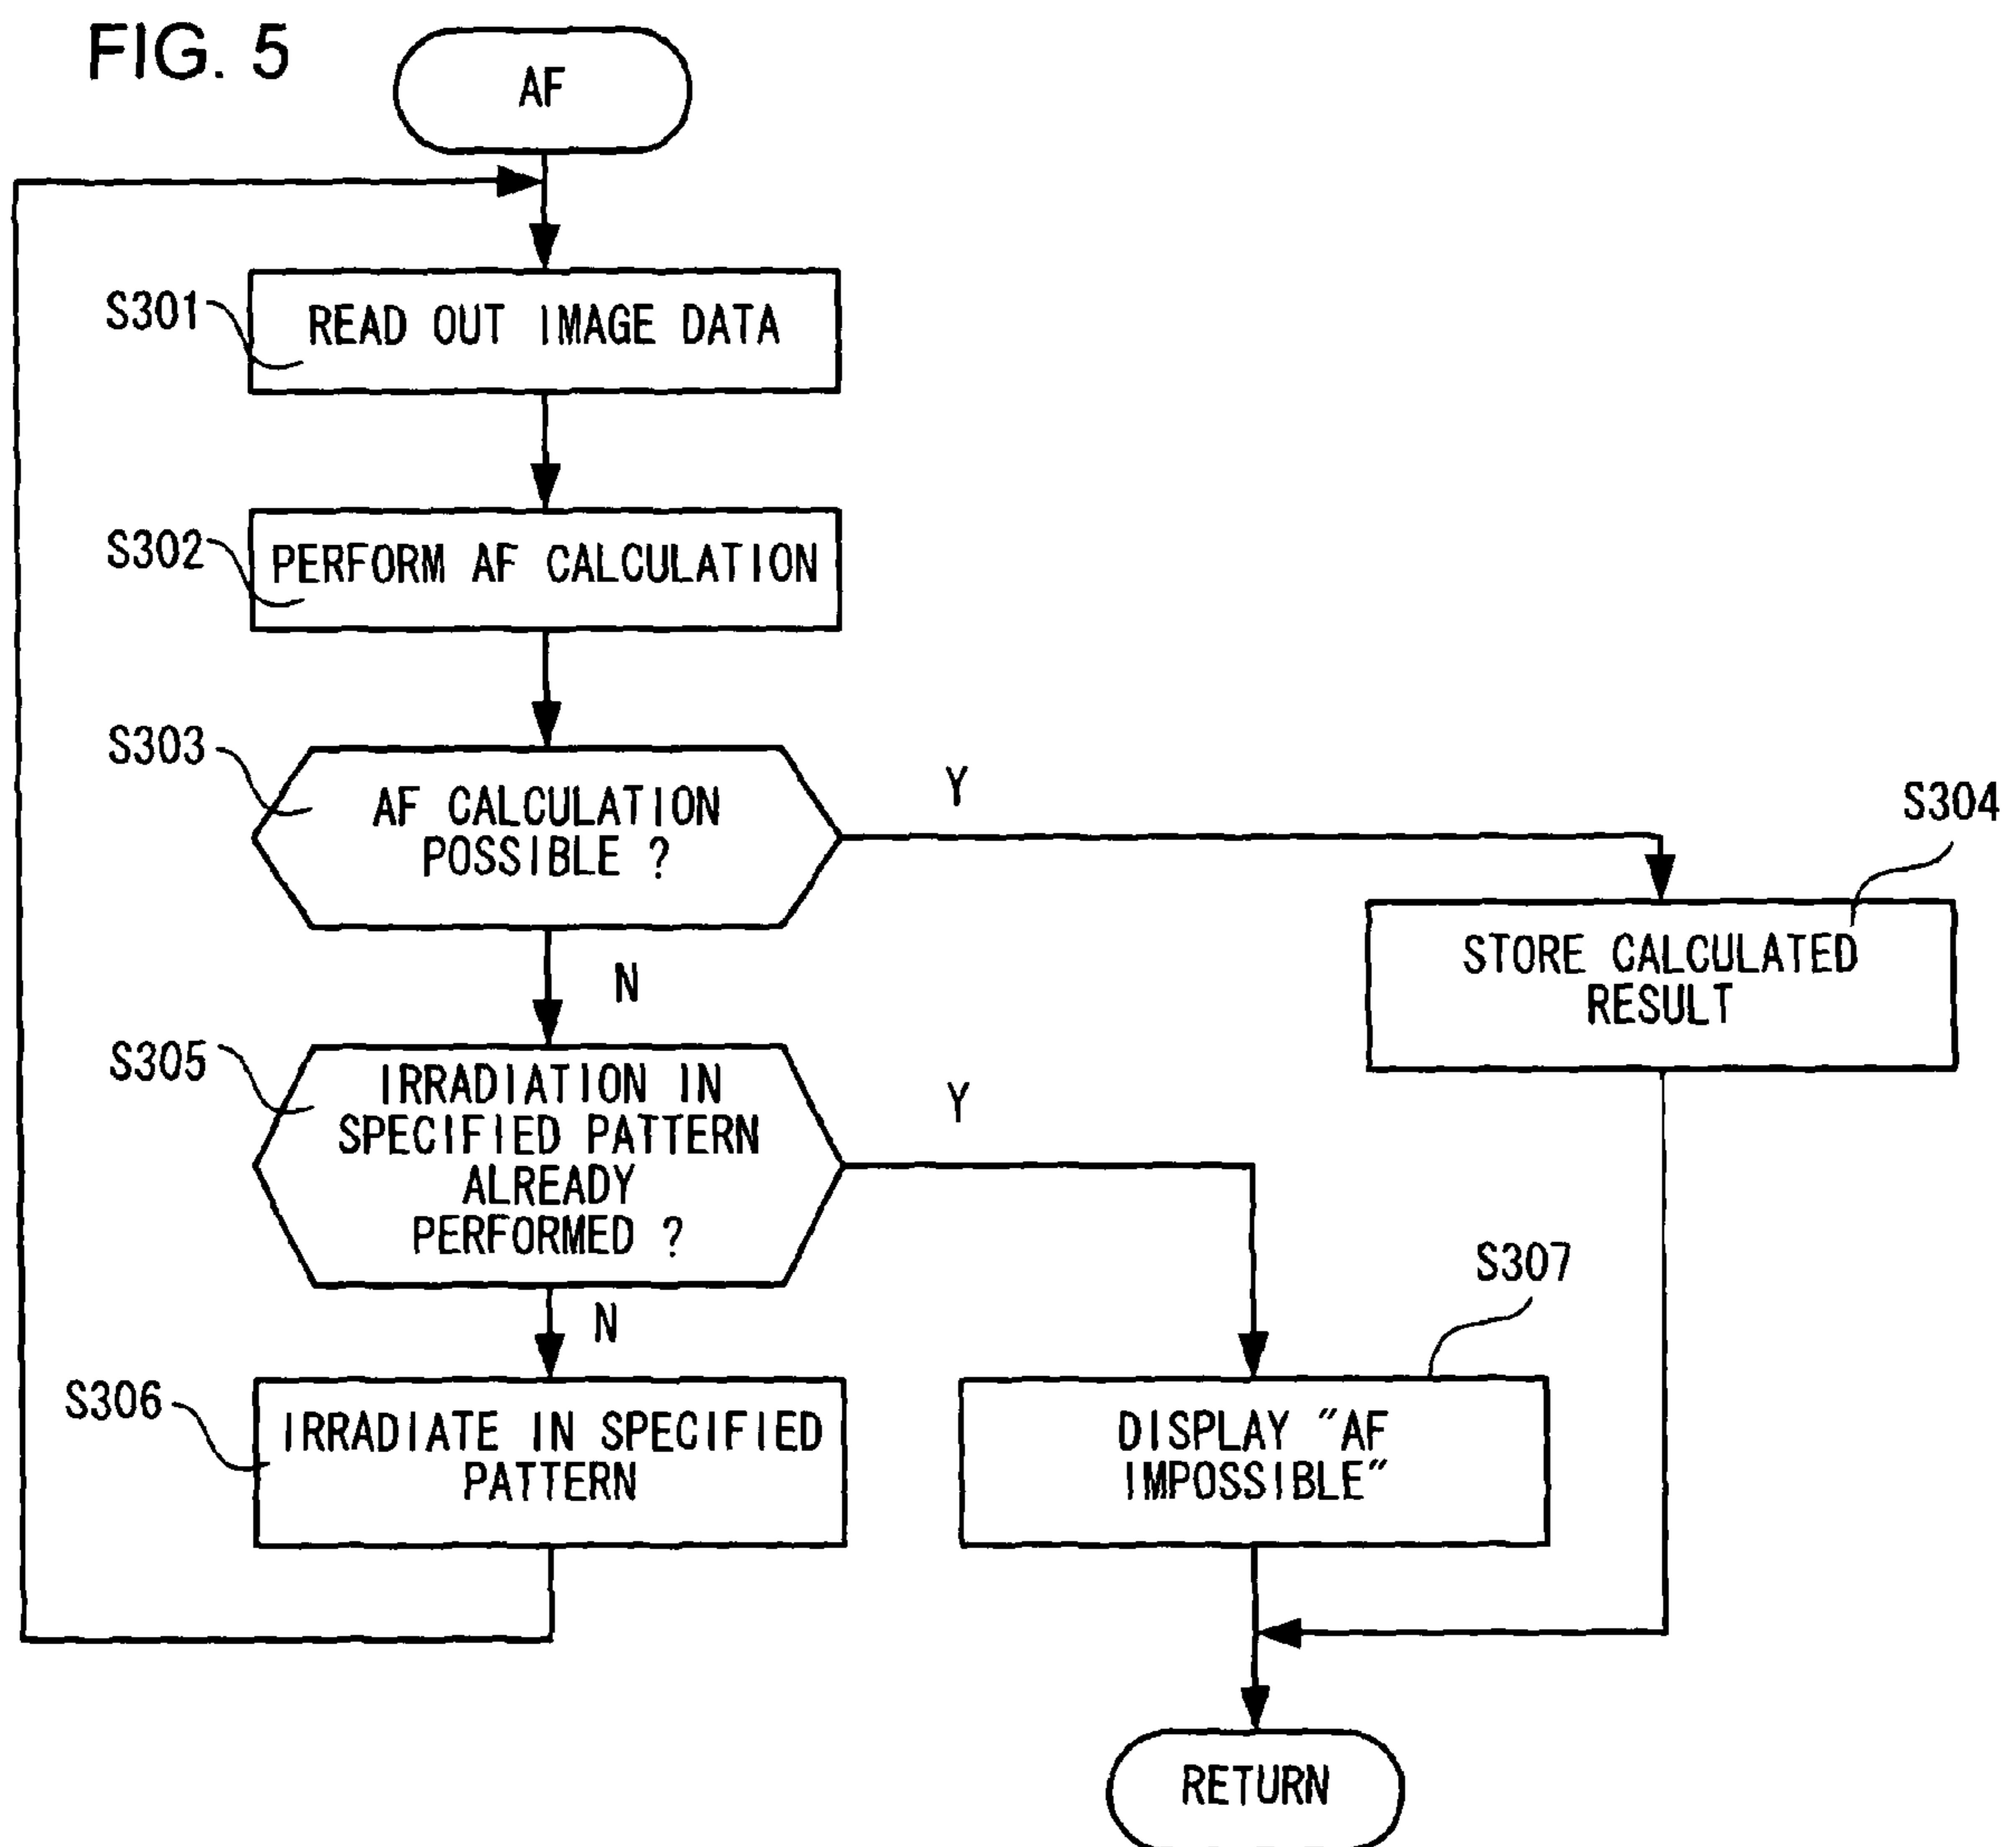 FIG. 5
AF
S301
READ OUT IMAGE DATA
S302
PERFORM AF CALCULATION
S303
AF CALCULATION
POSSIBLE ?
Y
N
S304
STORE CALCULATED
RESULT
S305
IRRADIATION IN
SPECIFIED PATTERN
ALREADY
PERFORMED ?
Y
N
S306
IRRADIATE IN SPECIFIED
PATTERN
S307
DISPLAY "AF
IMPOSSIBLE"
RETURN